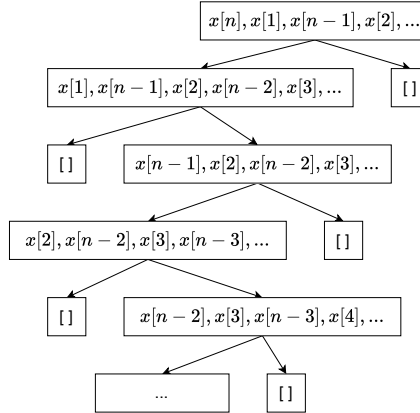 x[n], x[1], x[n − 1], x[2], ...
x[1], x[n − 1], x[2], x[n − 2], x[3], ...
[ ]
[ ]
x[n − 1], x[2], x[n − 2], x[3], ...
x[2], x[n − 2], x[3], x[n − 3], ...
[ ]
[ ]
x[n − 2], x[3], x[n − 3], x[4], ...
...
[ ]